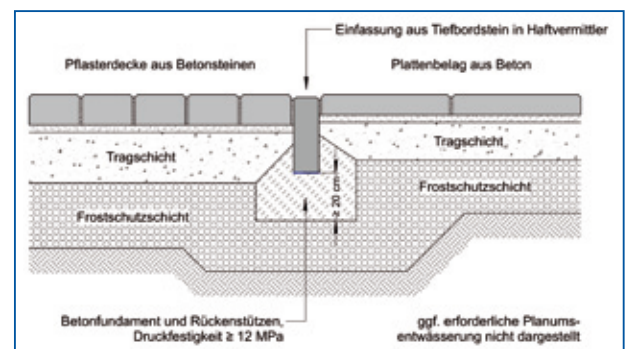 Einfassung aus Tiefbordstein in Haftvermittler
Pflasterdecke aus Betonsteinen
Plattenbelag aus Beton
Tragschicht
Tragschicht
Frostschutzschicht
Frostschutzschicht
≥ 20 cm
Betonfundament und Rückenstützen,
Druckfestigkeit ≥ 12 MPa
ggf. erforderliche Planums-
entwässerung nicht dargestellt